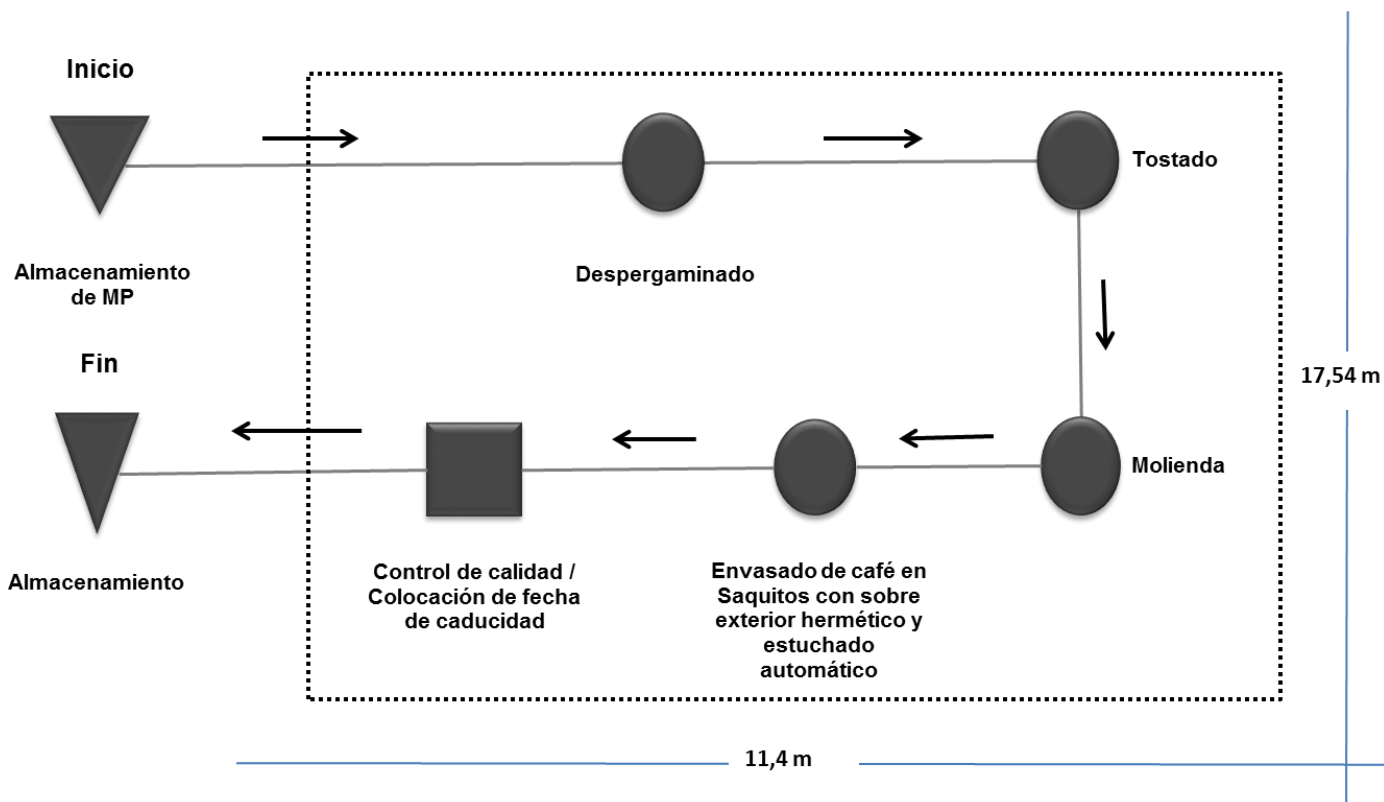 Inicio
Tostado
Almacenamiento
de MP
Despergaminado
Fin
17,54 m
Molienda
Almacenamiento
Control de calidad /
Colocación de fecha
de caducidad
Envasado de café en
Saquitos con sobre
exterior hermético y
estuchado
automático
11,4 m